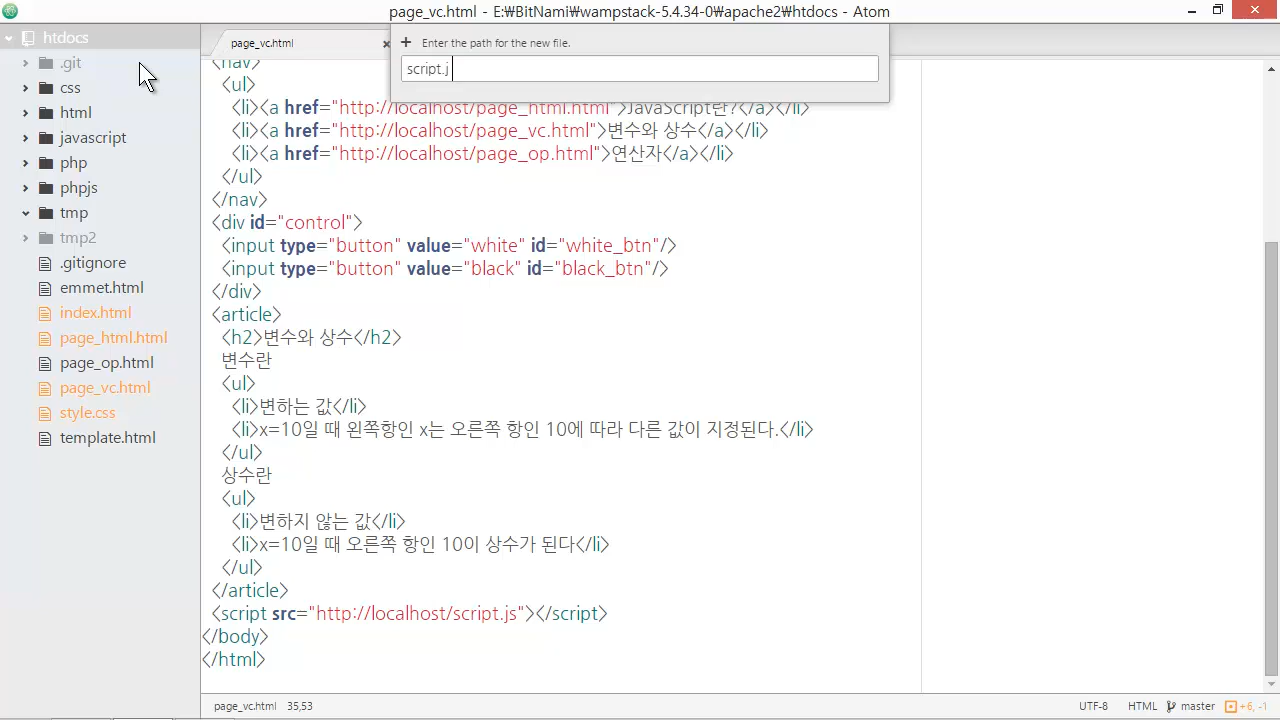 page_vc.html - E:₩BitNami₩wampstack-5.4.34-0₩apache2₩htdocs - Atom
htdocs
.git
css
html
javascript
php
phpjs
tmp
tmp2
.gitignore
emmet.html
index.html
page_html.html
page_op.html
page_vc.html
style.css
template.html
page_vc.html
Enter the path for the new file.
script.j
<nav>
<ul>
<li><a href="http://localhost/page_html.html">JavaScript란?</a></li>
<li><a href="http://localhost/page_vc.html">변수와 상수</a></li>
<li><a href="http://localhost/page_op.html">연산자</a></li>
</ul>
</nav>
<div id="control">
<input type="button" value="white" id="white_btn"/>
<input type="button" value="black" id="black_btn"/>
</div>
<article>
<h2>변수와 상수</h2>
변수란
<ul>
<li>변하는 값</li>
<li>x=10일 때 왼쪽항인 x는 오른쪽 항인 10에 따라 다른 값이 지정된다.</li>
</ul>
상수란
<ul>
<li>변하지 않는 값</li>
<li>x=10일 때 오른쪽 항인 10이 상수가 된다</li>
</ul>
</article>
<script src="http://localhost/script.js"></script>
</body>
</html>
page_vc.html 35,53
UTF-8 HTML master +6, -1